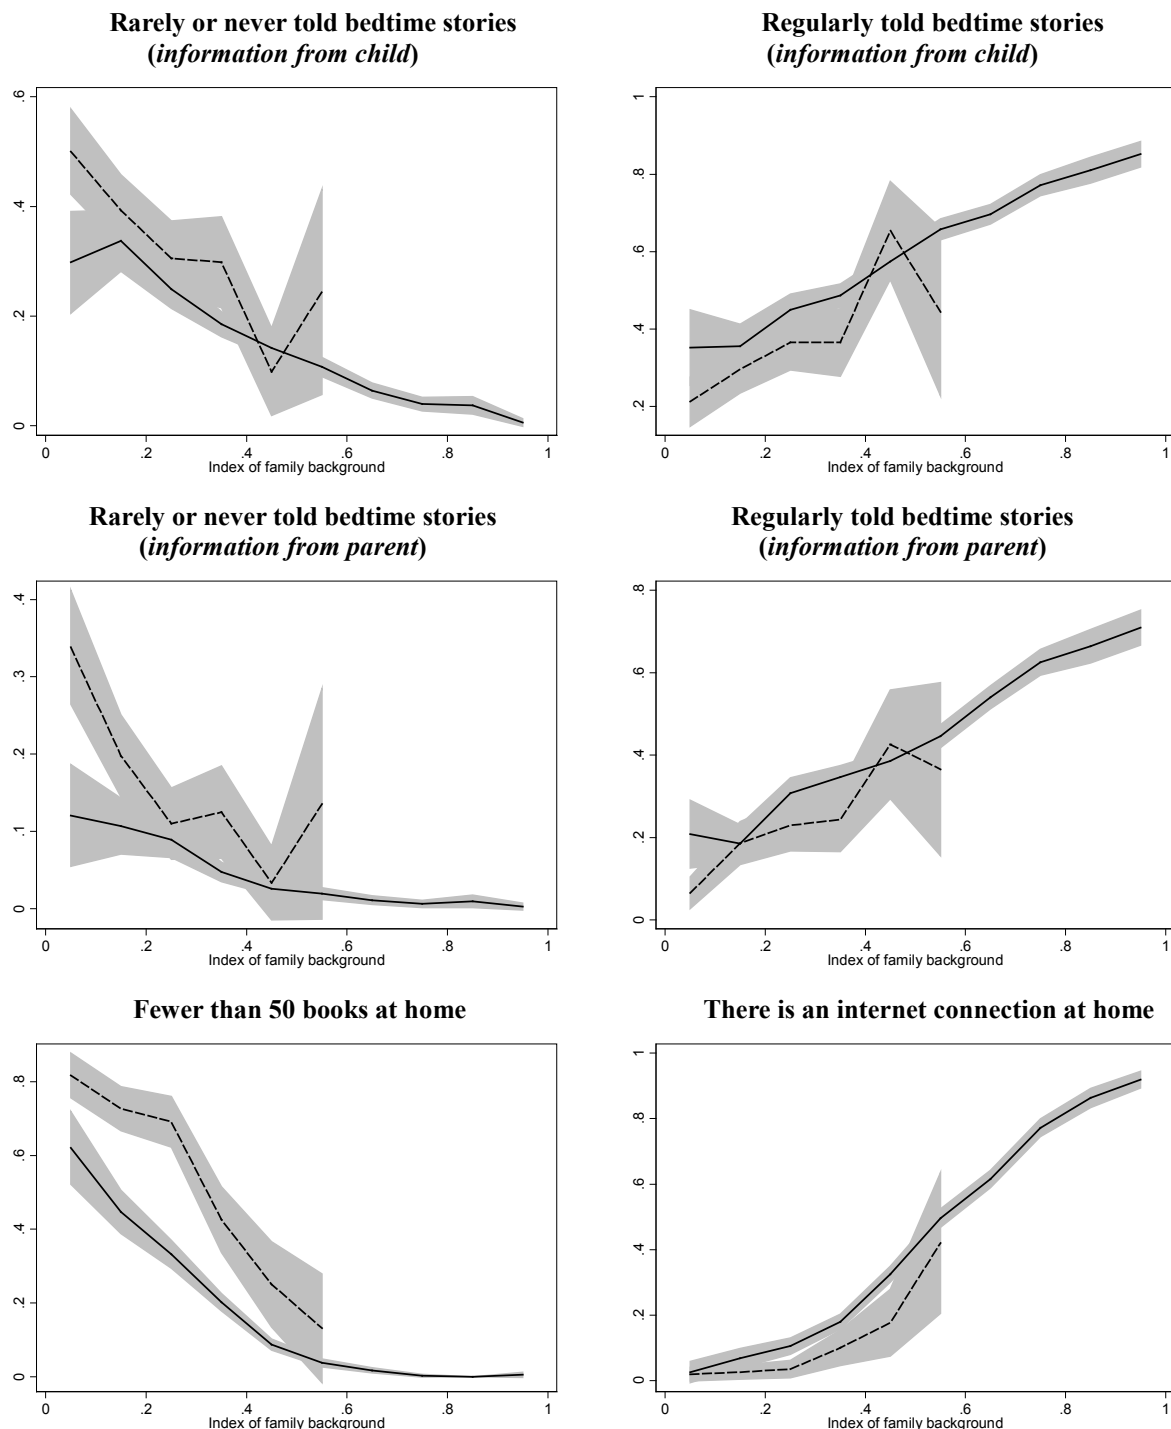 Rarely or never told bedtime stories
(information from child)
.6
.4
.2
0
0 .2 .4 .6 .8 1
Index of family background
Regularly told bedtime stories
(information from child)
1
.8
.6
.4
.2
0 .2 .4 .6 .8 1
Index of family background
Rarely or never told bedtime stories
(information from parent)
.4
.3
.2
.1
0
0 .2 .4 .6 .8 1
Index of family background
Regularly told bedtime stories
(information from parent)
.8
.6
.4
.2
0
0 .2 .4 .6 .8 1
Index of family background
Fewer than 50 books at home
.8
.6
.4
.2
0
0 .2 .4 .6 .8 1
Index of family background
There is an internet connection at home
1
.8
.6
.4
.2
0
0 .2 .4 .6 .8 1
Index of family background